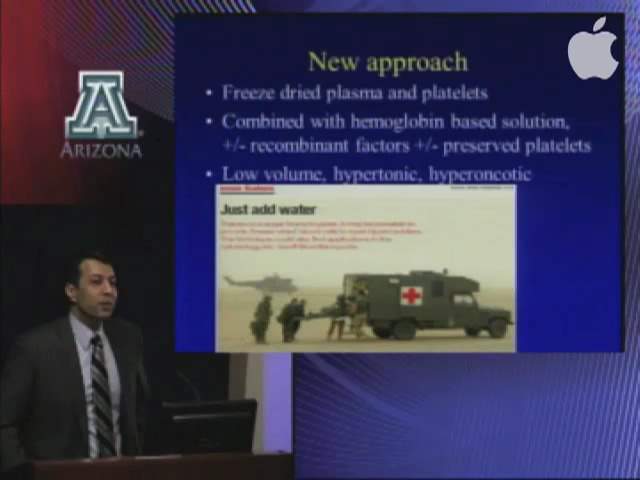 New approach
• Freeze dried plasma and platelets
• Combined with hemoglobin based solution,
+/- recombinant factors +/- preserved platelets
• Low volume, hypertonic, hyperoncotic
Just add water
A
ARIZONA